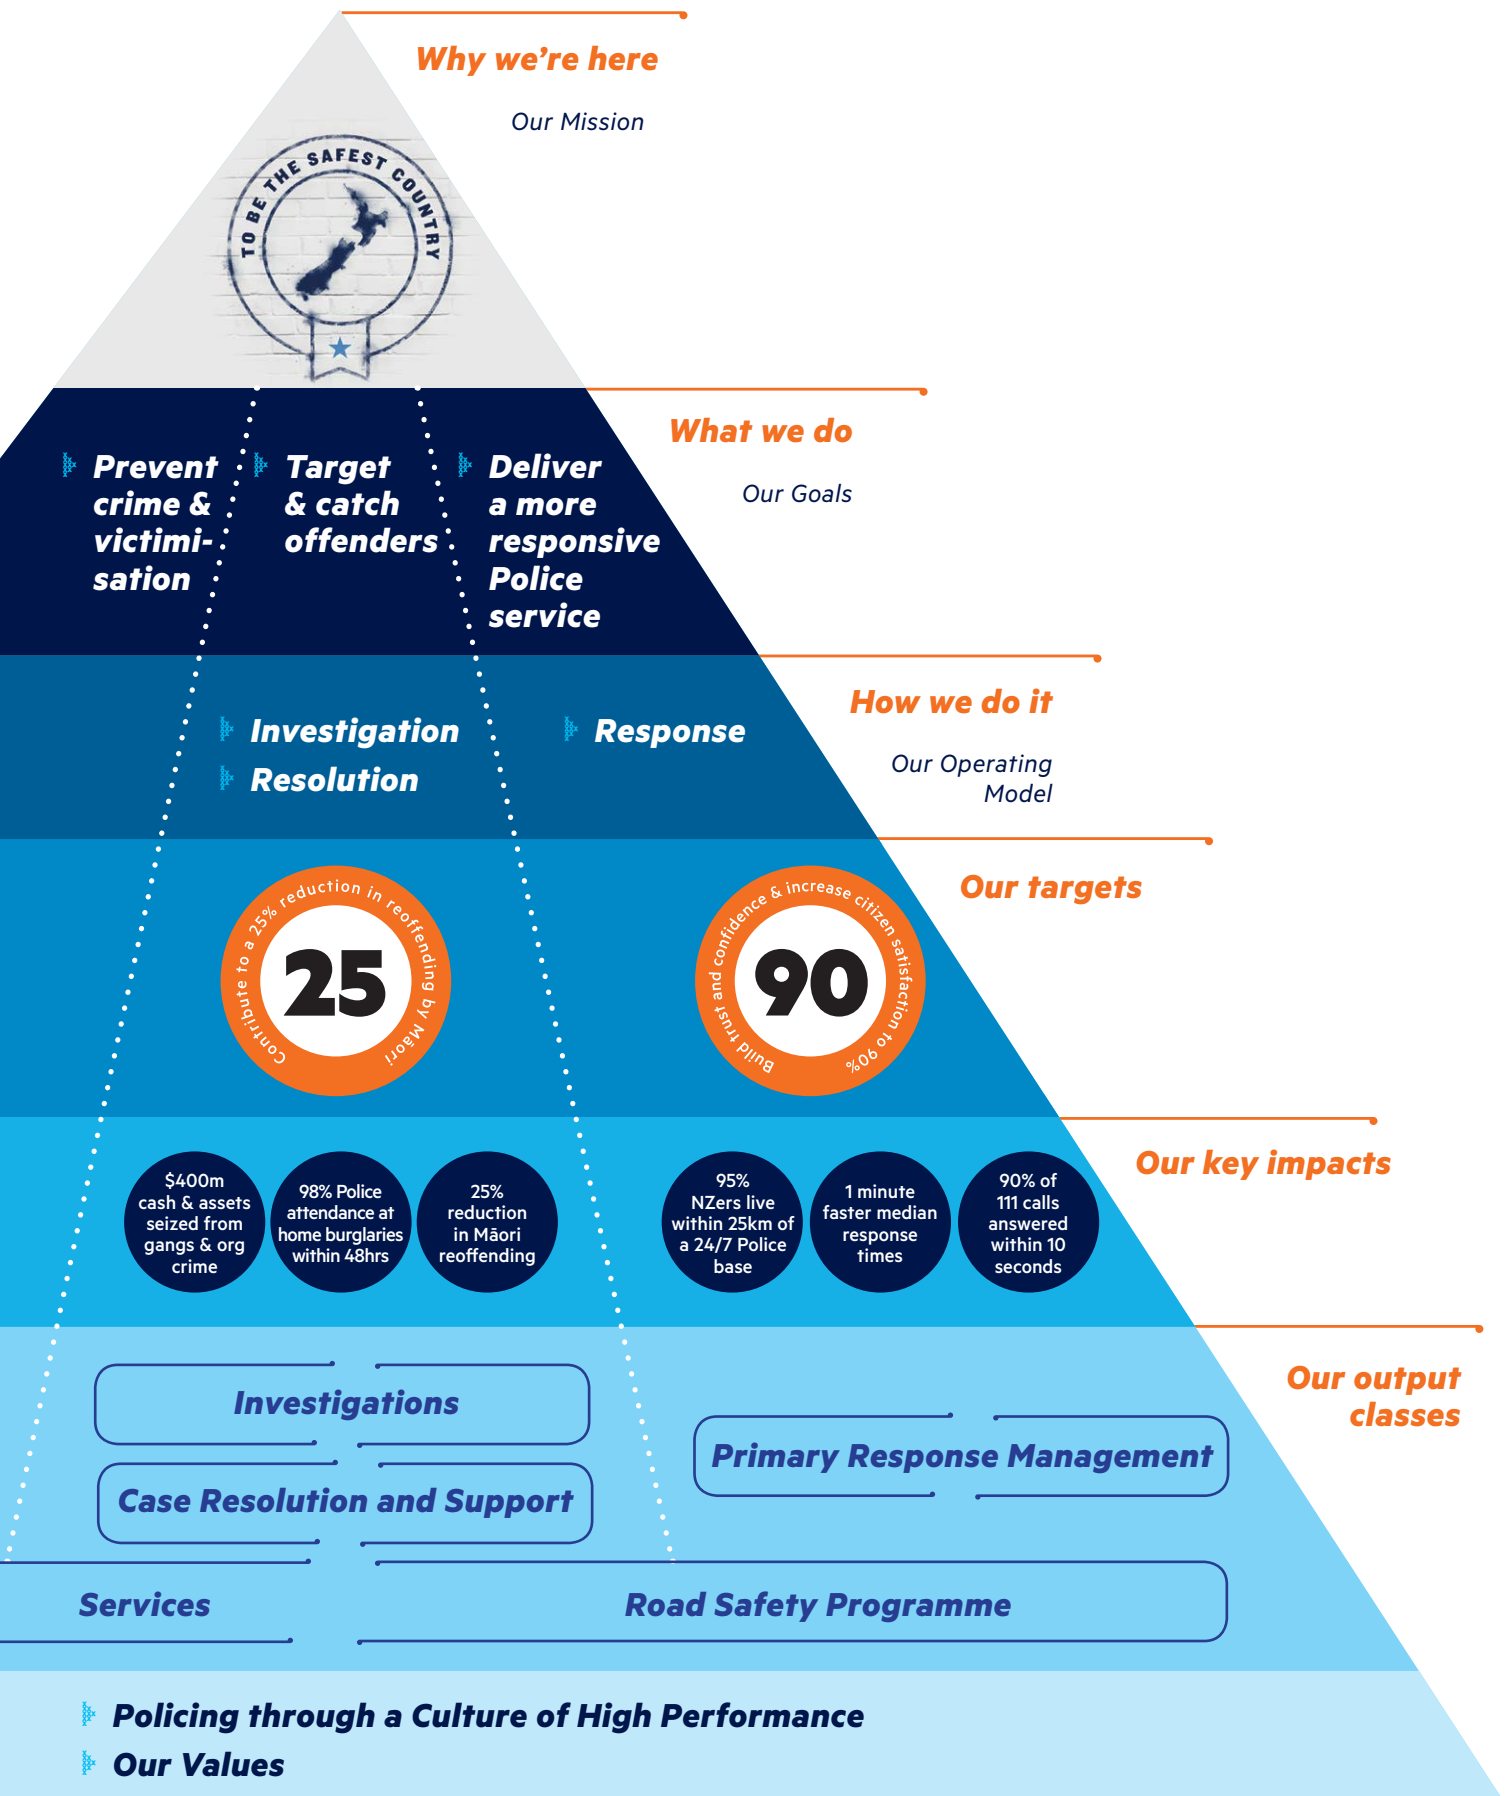 Why we're here
Our Mission
TO BE THE SAFEST COUNTRY
What we do
Our Goals
Prevent
crime &
victimi-
sation
Target
& catch
offenders
Deliver
a more
responsive
Police
service
How we do it
Our Operating
Model
Investigation
Resolution
Response
Our targets
Contribute to a 25% reduction in reoffending by Māori
25
Build trust and confidence & increase citizen satisfaction to 90%
90
Our key impacts
$400m
cash & assets
seized from
gangs & org
crime
98% Police
attendance at
home burglaries
within 48hrs
25%
reduction
in Māori
reoffending
95%
NZers live
within 25km of
a 24/7 Police
base
1 minute
faster median
response
times
90% of
111 calls
answered
within 10
seconds
Our output
classes
Investigations
Case Resolution and Support
Primary Response Management
Services
Road Safety Programme
Policing through a Culture of High Performance
Our Values